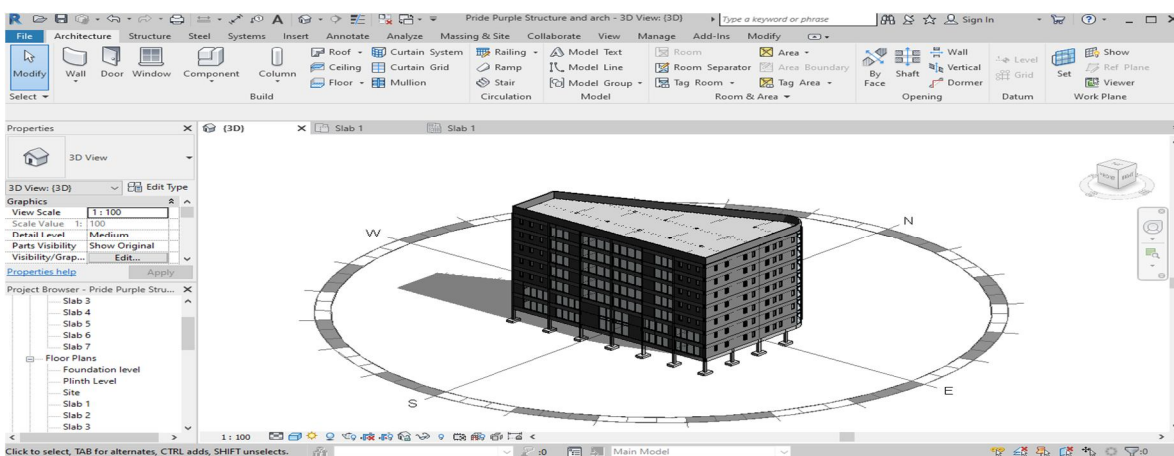 Pride Purple Structure and arch - 3D View: {3D} Type a keyword or phrase Sign In
File Architecture Structure Steel Systems Insert Annotate Analyze Massing & Site Collaborate View Manage Add-Ins Modify
Modify Wall Door Window Component Column
Roof Curtain System Railing Model Text Room Area Wall Level Show
Ceiling Curtain Grid Ramp Model Line Room Separator Area Boundary By Face Shaft Vertical Grid Set Ref Plane
Floor Mullion Stair Model Group Tag Room Tag Area Dormer Viewer
Select Build Circulation Model Room & Area Opening Datum Work Plane
Properties {3D} Slab 1 Slab 1
3D View
3D View: {3D} Edit Type
Graphics
View Scale 1 : 100
Scale Value 1: 100
Detail Level Medium
Parts Visibility Show Original
Visibility/Grap... Edit...
Properties help Apply
Project Browser - Pride Purple Stru...
Slab 3
Slab 4
Slab 5
Slab 6
Slab 7
Floor Plans
Foundation level
Plinth Level
Site
Slab 1
Slab 2
Slab 3
W
N
S
E
1 : 100
Click to select, TAB for alternates, CTRL adds, SHIFT unselects. :0 Main Model :0